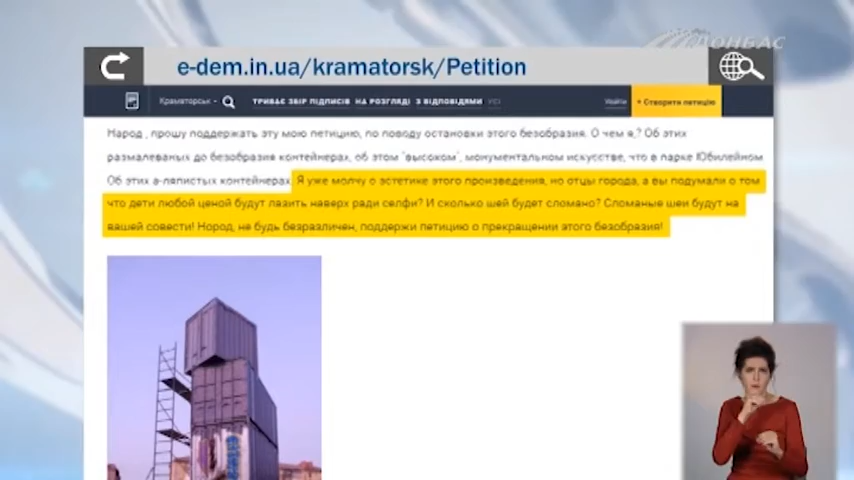 ДОНБАС
e-dem.in.ua/kramatorsk/Petition
Краматорськ ТРИВАЄ ЗБІР ПІДПИСІВ НА РОЗГЛЯДІ З ВІДПОВІДЯМИ УСІ Увійти + Створити петицію
Народ , прошу поддержать эту мою петицию, по поводу остановки этого безобразия. О чем я,? Об этих
размалеваных до безобразия контейнерах, об этом "высоком", монументальном искусстве, что в парке Юбилейном
Об этих а-ляпистых контейнерах Я уже молчу о эстетике этого произведения, но отцы города, а вы подумали о том
что дети любой ценой будут лазить наверх ради селфи? И сколько шей будет сломано? Сломаные шеи будут на
вашей совести! Нород, не будь безразличен, поддержи петицию о прекращении этого безобразия!